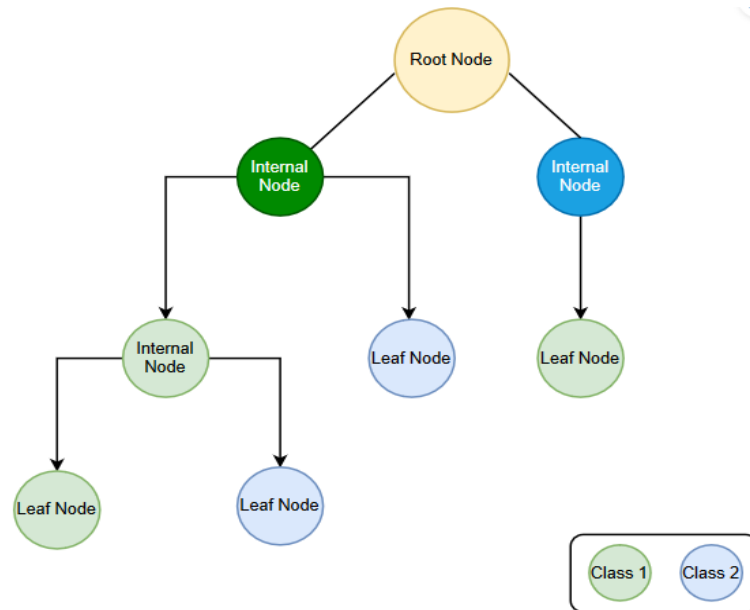 Root Node
Internal
Node
Internal
Node
Internal
Node
Leaf Node
Leaf Node
Leaf Node
Leaf Node
Class 1
Class 2